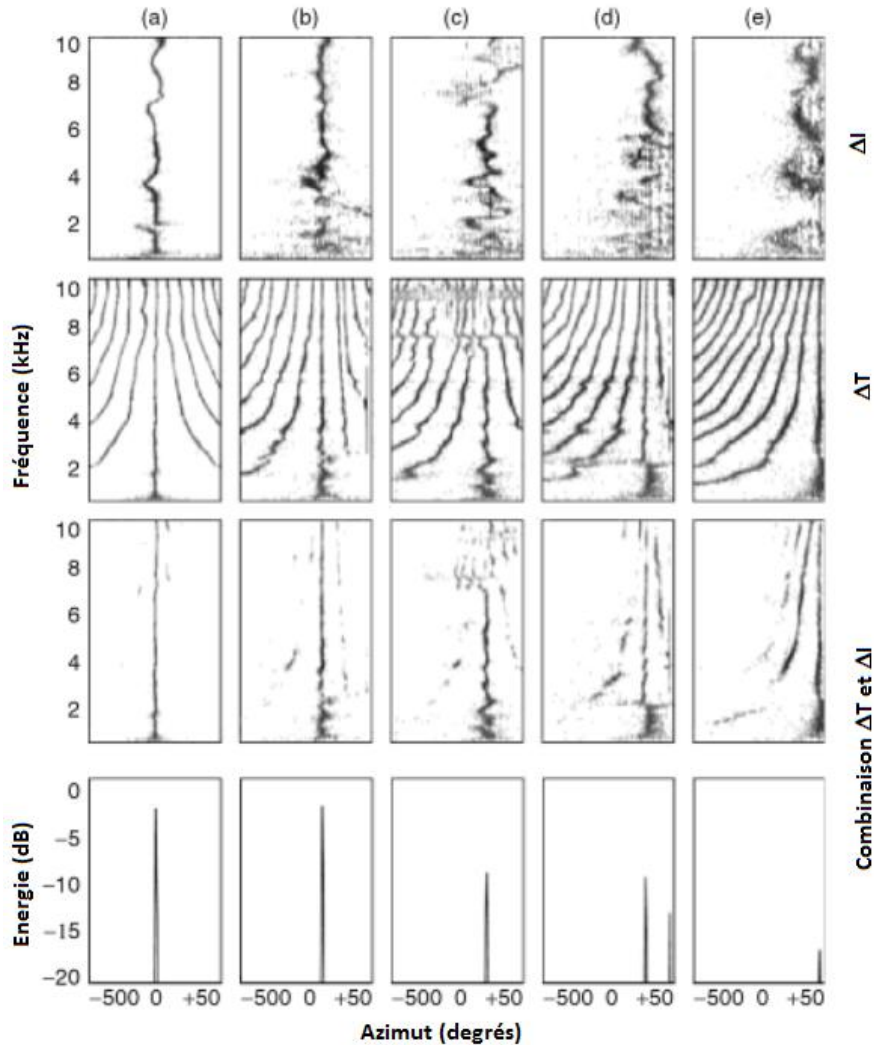 (a) (b) (c) (d) (e)
10
8
6
4
2
ΔI
10
8
6
4
2
Fréquence (kHz)
ΔT
10
8
6
4
2
Combinaison ΔT et ΔI
0
−5
−10
−15
−20
Energie (dB)
−500 0 +50 −500 0 +50 −500 0 +50 −500 0 +50 −500 0 +50
Azimut (degrés)